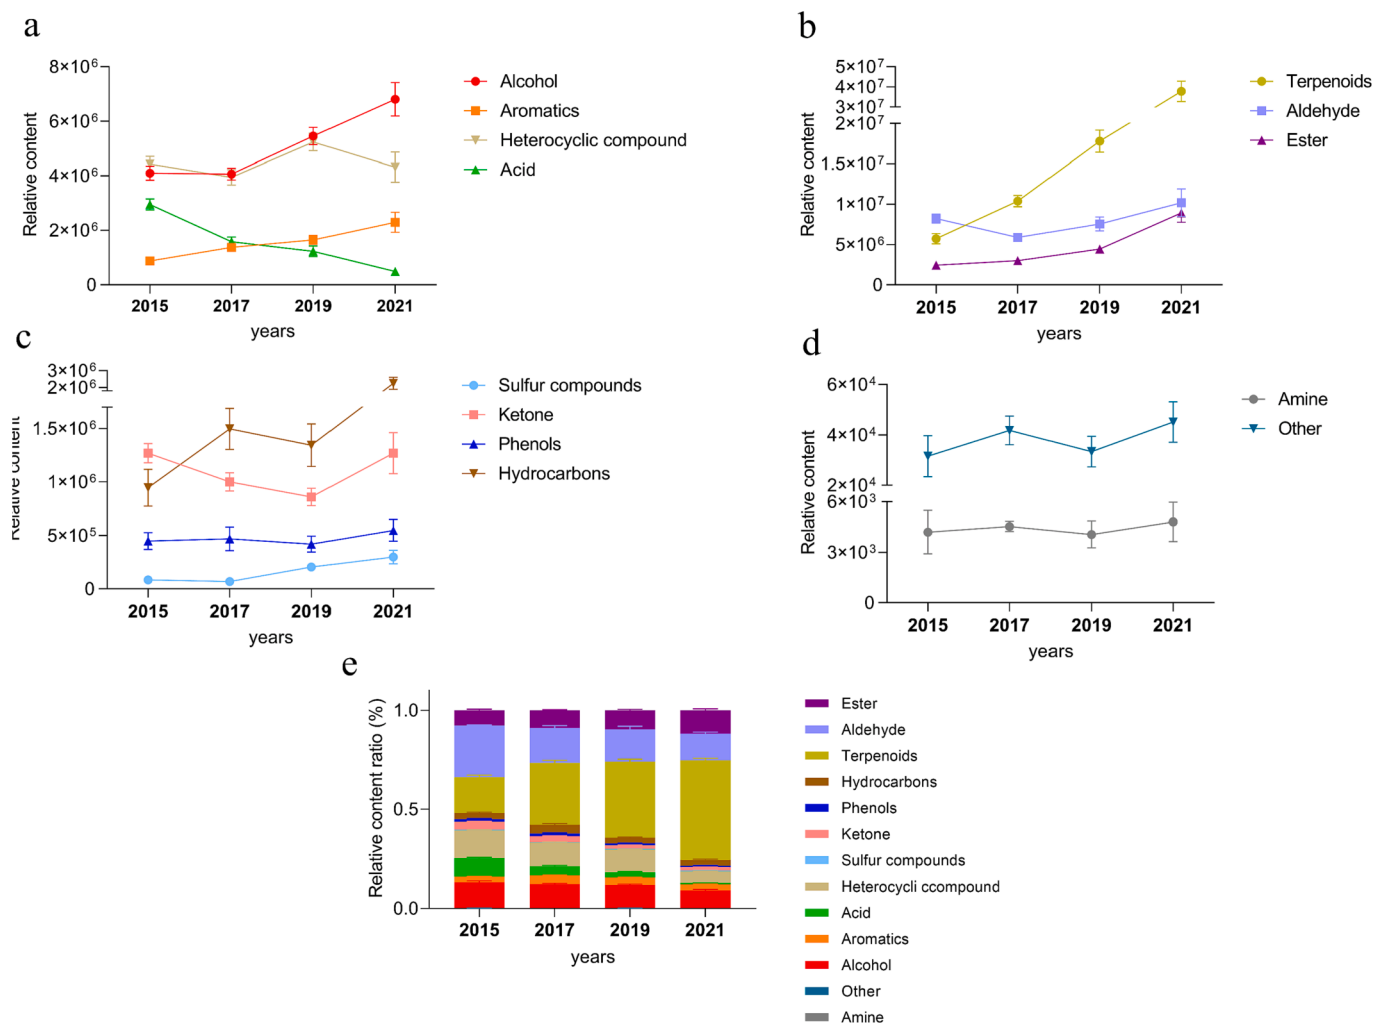 a
8×10⁶
6×10⁶
4×10⁶
2×10⁶
0
Relative content
2015 2017 2019 2021
years
Alcohol
Aromatics
Heterocyclic compound
Acid
b
5×10⁷
4×10⁷
3×10⁷
2×10⁷
1.5×10⁷
1×10⁷
5×10⁶
0
Relative content
2015 2017 2019 2021
years
Terpenoids
Aldehyde
Ester
c
3×10⁶
2×10⁶
1.5×10⁶
1×10⁶
5×10⁵
0
Relative content
2015 2017 2019 2021
years
Sulfur compounds
Ketone
Phenols
Hydrocarbons
d
6×10⁴
4×10⁴
2×10⁴
6×10³
3×10³
0
Relative content
2015 2017 2019 2021
years
Amine
Other
e
1.0
0.5
0.0
Relative content ratio (%)
2015 2017 2019 2021
years
Ester
Aldehyde
Terpenoids
Hydrocarbons
Phenols
Ketone
Sulfur compounds
Heterocycli ccompound
Acid
Aromatics
Alcohol
Other
Amine